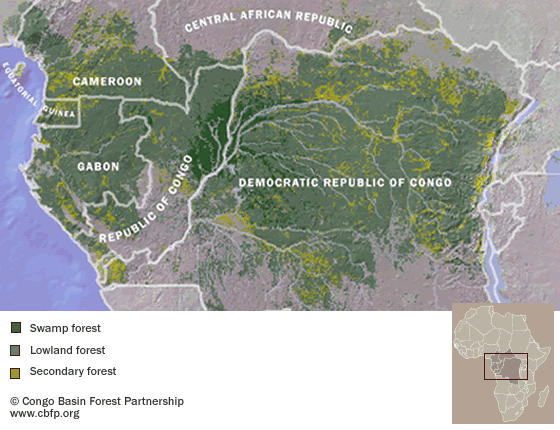 CENTRAL AFRICAN REPUBLIC
CAMEROON
EQUATORIAL GUINEA
GABON
REPUBLIC OF CONGO
DEMOCRATIC REPUBLIC OF CONGO
Swamp forest
Lowland forest
Secondary forest
© Congo Basin Forest Partnership
www.cbfp.org